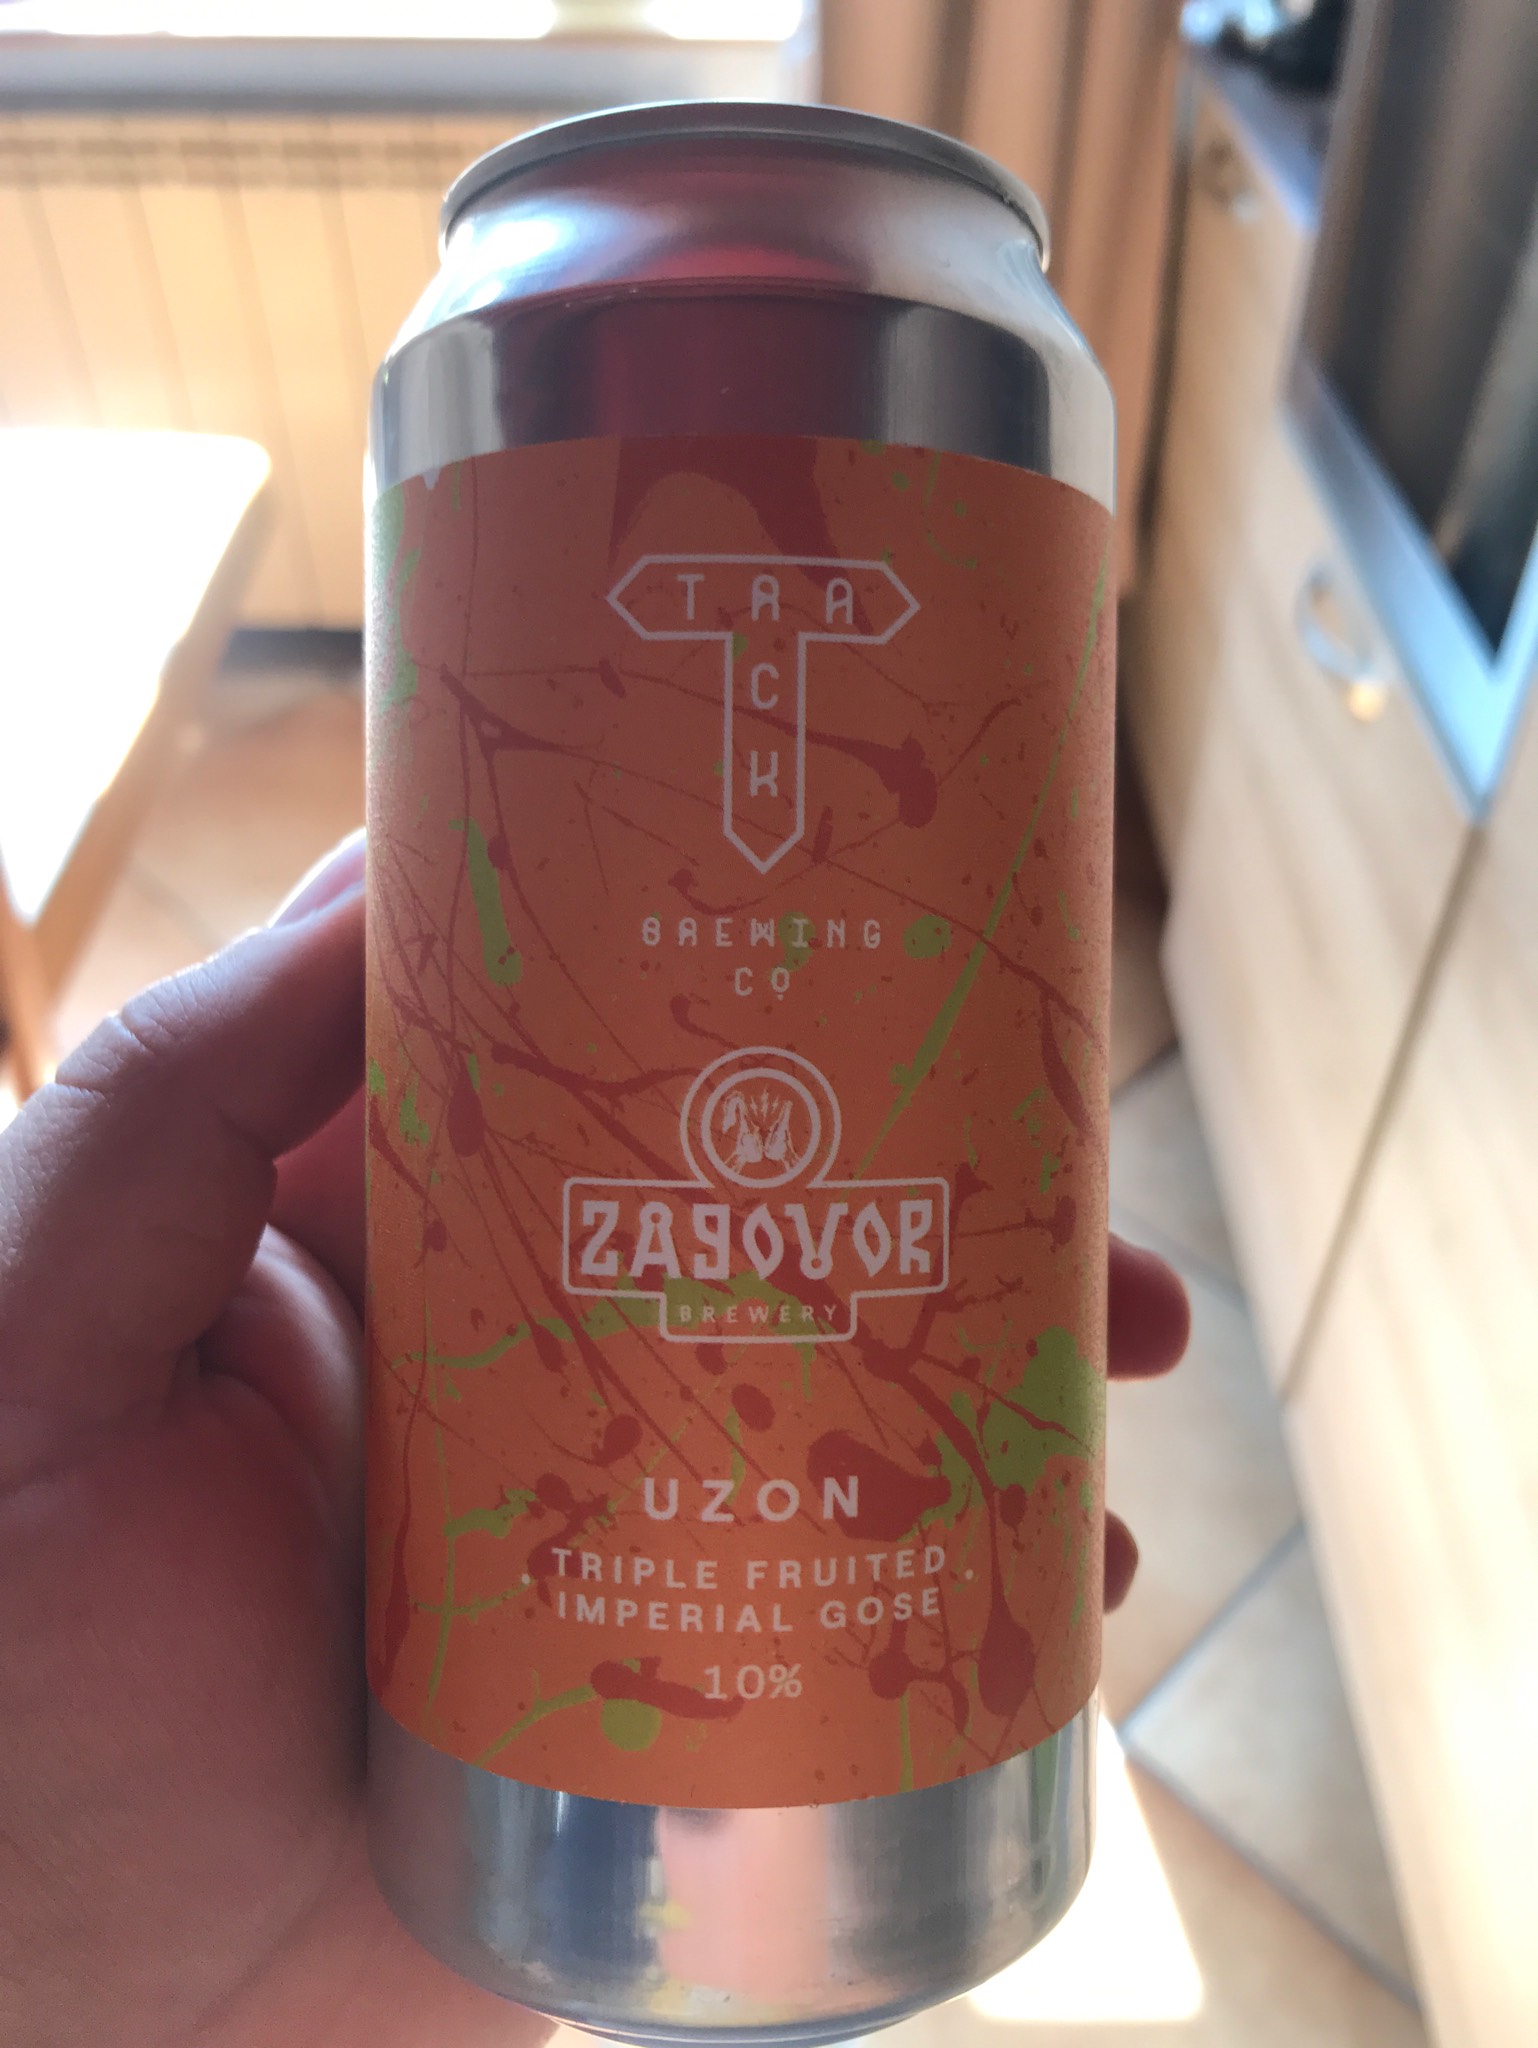 TRA
C
K
BREWING
CO
ZAGOVOR
BREWERY
UZON
. TRIPLE FRUITED .
IMPERIAL GOSE
10%